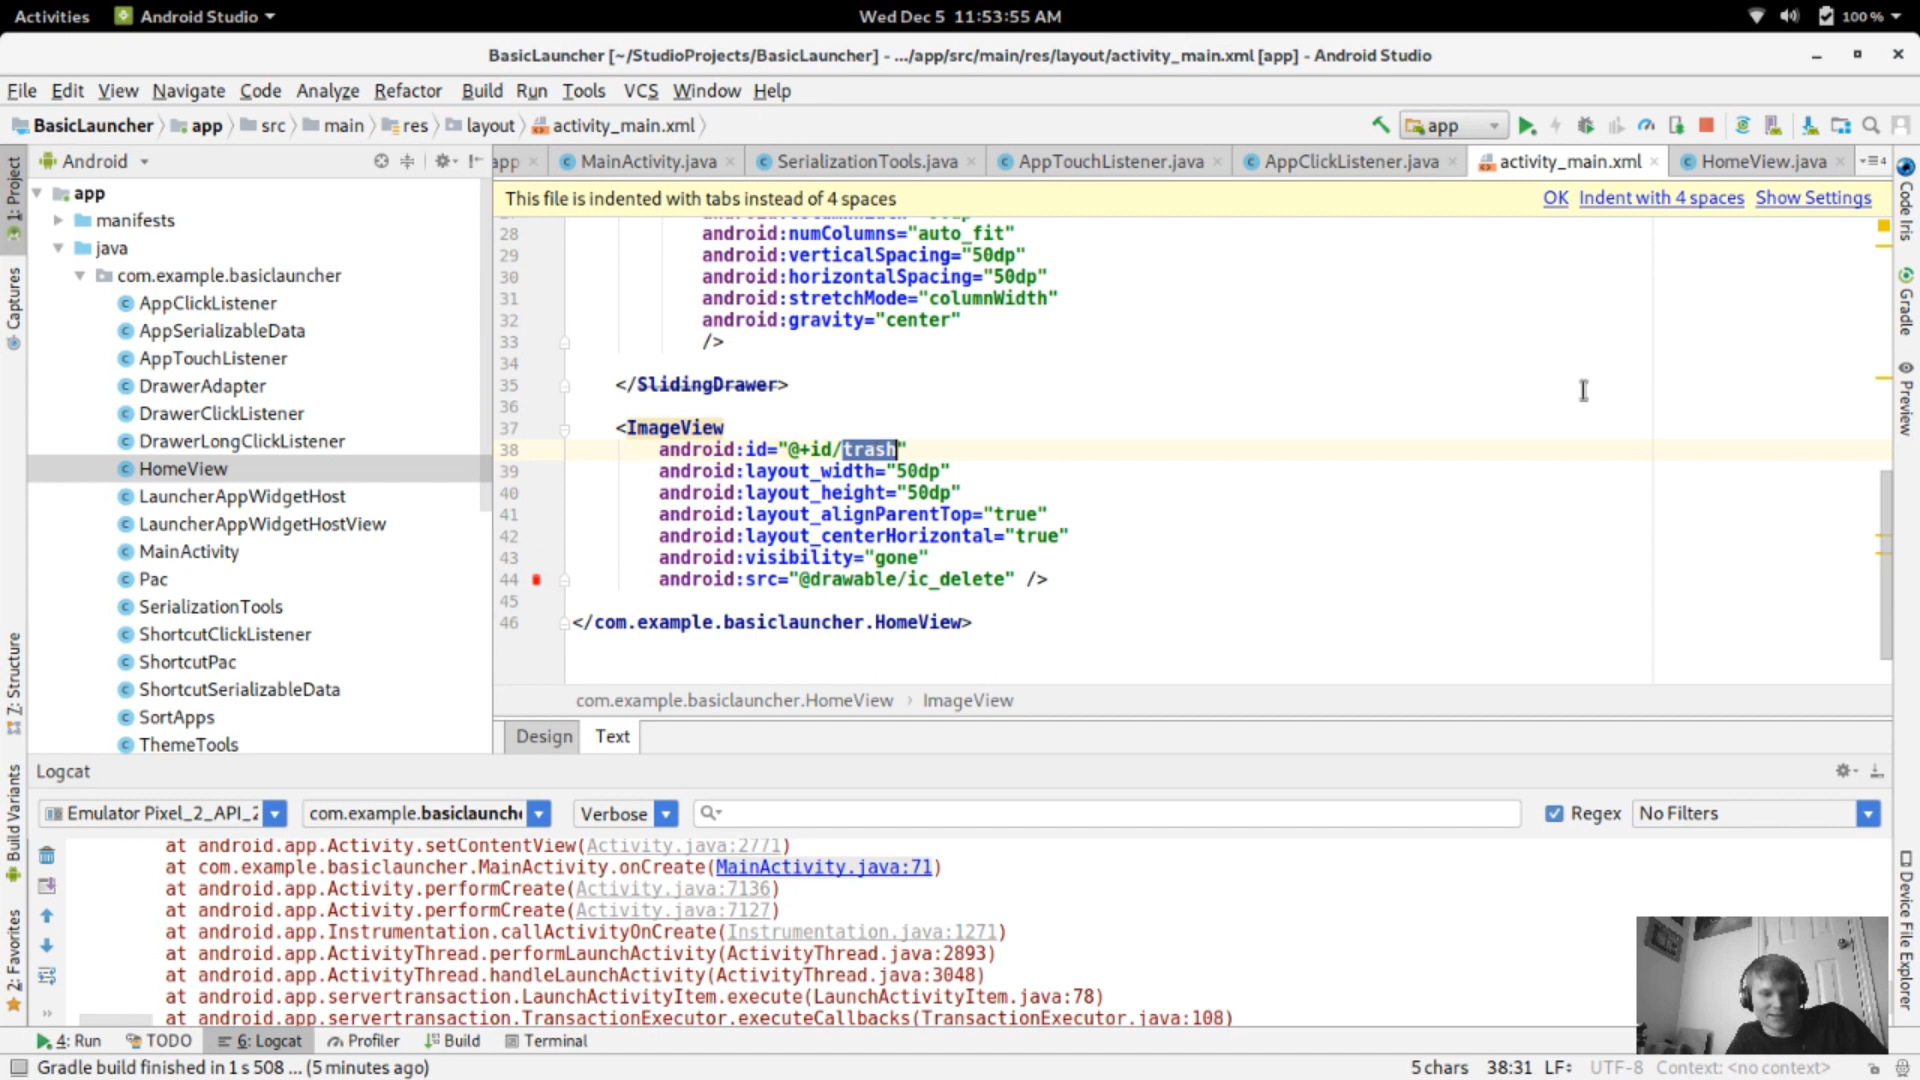 Activities Android Studio Wed Dec 5 11:53:55 AM 100 %
BasicLauncher [~/StudioProjects/BasicLauncher] - .../app/src/main/res/layout/activity_main.xml [app] - Android Studio
File Edit View Navigate Code Analyze Refactor Build Run Tools VCS Window Help
BasicLauncher app src main res layout activity_main.xml app
Android
app MainActivity.java SerializationTools.java AppTouchListener.java AppClickListener.java activity_main.xml HomeView.java 4
This file is indented with tabs instead of 4 spaces OK Indent with 4 spaces Show Settings
1: Project
Captures
Z: Structure
Build Variants
2: Favorites
app
manifests
java
com.example.basiclauncher
AppClickListener
AppSerializableData
AppTouchListener
DrawerAdapter
DrawerClickListener
DrawerLongClickListener
HomeView
LauncherAppWidgetHost
LauncherAppWidgetHostView
MainActivity
Pac
SerializationTools
ShortcutClickListener
ShortcutPac
ShortcutSerializableData
SortApps
ThemeTools
28 android:numColumns="auto_fit"
29 android:verticalSpacing="50dp"
30 android:horizontalSpacing="50dp"
31 android:stretchMode="columnWidth"
32 android:gravity="center"
33 />
34
35 </SlidingDrawer>
36
37 <ImageView
38 android:id="@+id/trash"
39 android:layout_width="50dp"
40 android:layout_height="50dp"
41 android:layout_alignParentTop="true"
42 android:layout_centerHorizontal="true"
43 android:visibility="gone"
44 android:src="@drawable/ic_delete" />
45
46 </com.example.basiclauncher.HomeView>
com.example.basiclauncher.HomeView › ImageView
Design Text
Code Iris
Gradle
Preview
Device File Explorer
Logcat
Emulator Pixel_2_API_2 com.example.basiclaunche Verbose Regex No Filters
at android.app.Activity.setContentView(Activity.java:2771)
at com.example.basiclauncher.MainActivity.onCreate(MainActivity.java:71)
at android.app.Activity.performCreate(Activity.java:7136)
at android.app.Activity.performCreate(Activity.java:7127)
at android.app.Instrumentation.callActivityOnCreate(Instrumentation.java:1271)
at android.app.ActivityThread.performLaunchActivity(ActivityThread.java:2893)
at android.app.ActivityThread.handleLaunchActivity(ActivityThread.java:3048)
at android.app.servertransaction.LaunchActivityItem.execute(LaunchActivityItem.java:78)
at android.app.servertransaction.TransactionExecutor.executeCallbacks(TransactionExecutor.java:108)
4: Run TODO 6: Logcat Profiler Build Terminal
Gradle build finished in 1 s 508 ... (5 minutes ago) 5 chars 38:31 LF: UTF-8 Context: <no context>